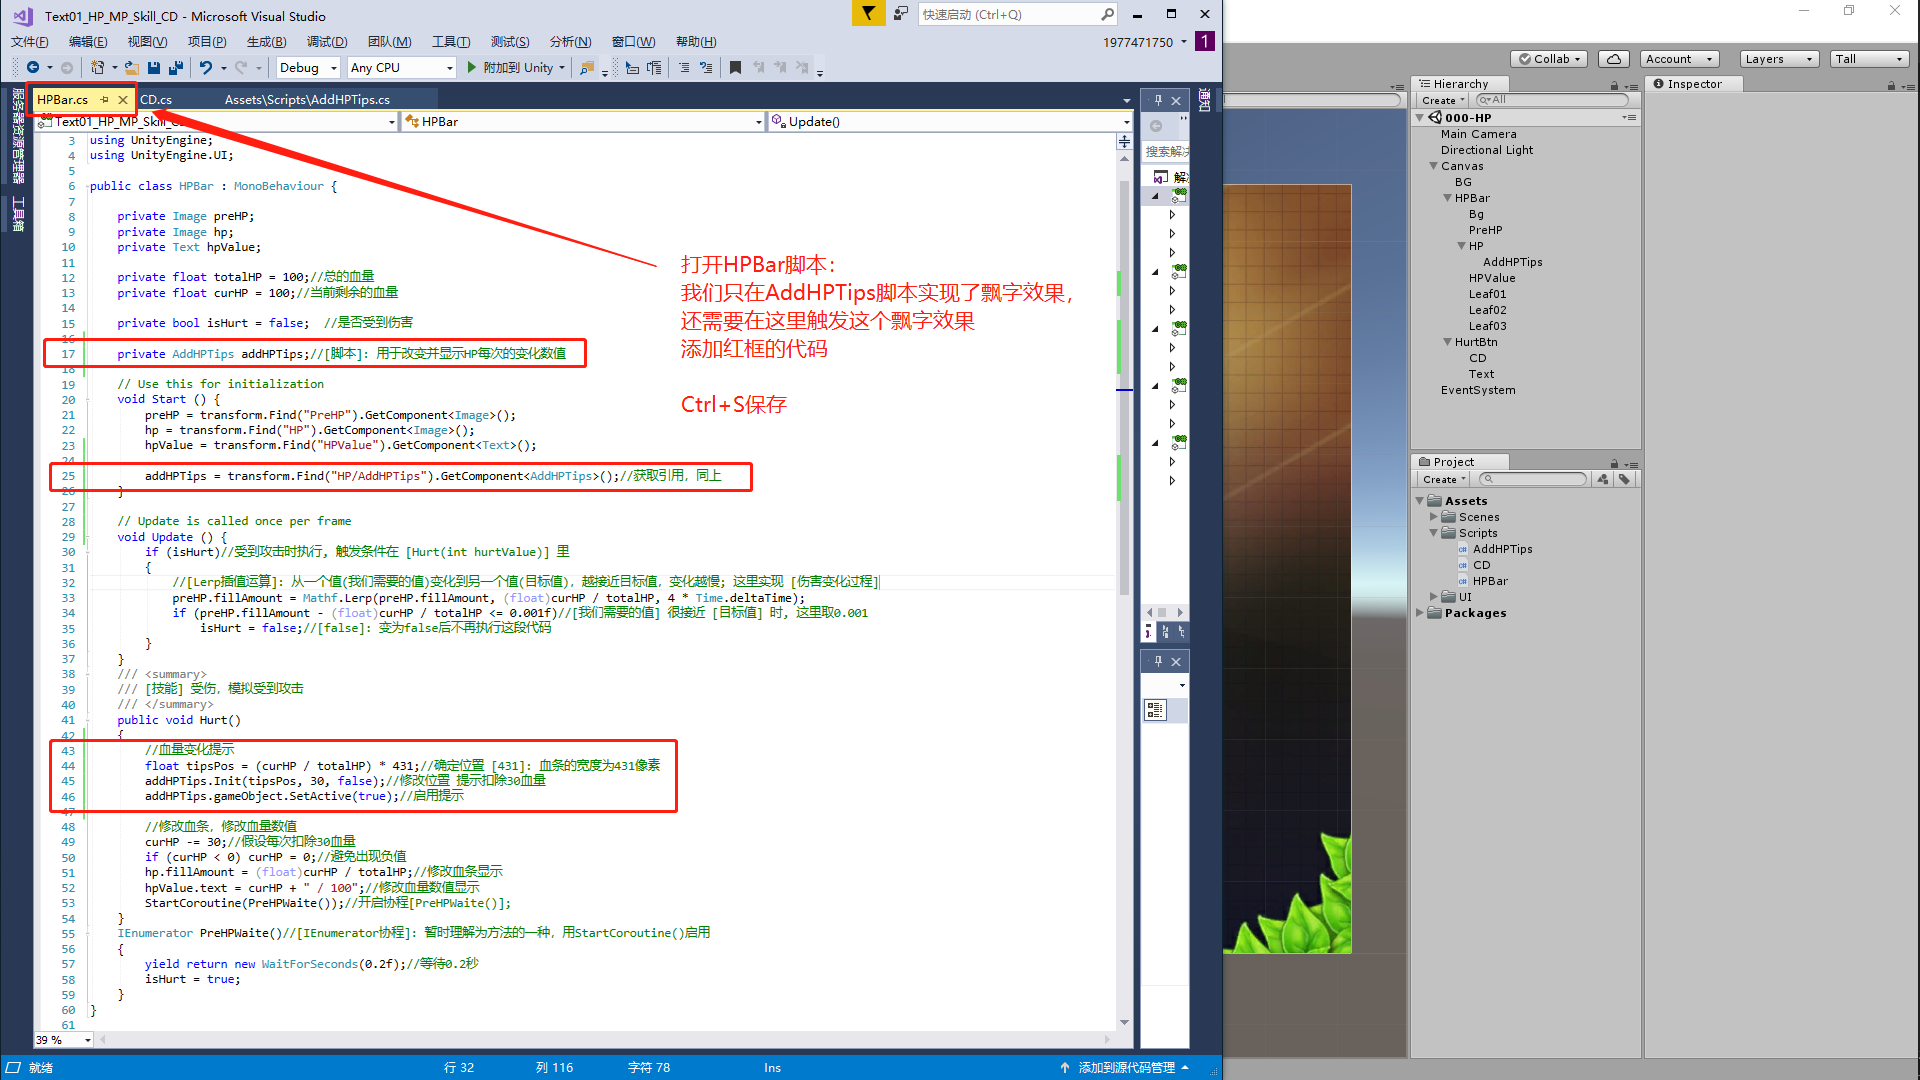 Text01_HP_MP_Skill_CD - Microsoft Visual Studio
快速启动 (Ctrl+Q)
文件(F) 编辑(E) 视图(V) 项目(P) 生成(B) 调试(D) 团队(M) 工具(T) 测试(S) 分析(N) 窗口(W) 帮助(H)
1977471750
1
Debug
Any CPU
附加到 Unity
服务器资源管理器
工具箱
HPBar.cs
CD.cs
Assets\Scripts\AddHPTips.cs
Text01_HP_MP_Skill_C
HPBar
Update()
3 using UnityEngine;
4 using UnityEngine.UI;
5
6 public class HPBar : MonoBehaviour {
7
8 private Image preHP;
9 private Image hp;
10 private Text hpValue;
11
12 private float totalHP = 100;//总的血量
13 private float curHP = 100;//当前剩余的血量
14
15 private bool isHurt = false;  //是否受到伤害
16
17 private AddHPTips addHPTips;//[脚本]: 用于改变并显示HP每次的变化数值
18
19 // Use this for initialization
20 void Start () {
21 preHP = transform.Find("PreHP").GetComponent<Image>();
22 hp = transform.Find("HP").GetComponent<Image>();
23 hpValue = transform.Find("HPValue").GetComponent<Text>();
24
25 addHPTips = transform.Find("HP/AddHPTips").GetComponent<AddHPTips>();//获取引用, 同上
26 }
27
28 // Update is called once per frame
29 void Update () {
30 if (isHurt)//受到攻击时执行, 触发条件在 [Hurt(int hurtValue)] 里
31 {
32 //[Lerp插值运算]: 从一个值(我们需要的值)变化到另一个值(目标值), 越接近目标值, 变化越慢; 这里实现 [伤害变化过程]
33 preHP.fillAmount = Mathf.Lerp(preHP.fillAmount, (float)curHP / totalHP, 4 * Time.deltaTime);
34 if (preHP.fillAmount - (float)curHP / totalHP <= 0.001f)//[我们需要的值] 很接近 [目标值] 时, 这里取0.001
35 isHurt = false;//[false]: 变为false后不再执行这段代码
36 }
37 }
38 /// <summary>
39 /// [技能] 受伤, 模拟受到攻击
40 /// </summary>
41 public void Hurt()
42 {
43 //血量变化提示
44 float tipsPos = (curHP / totalHP) * 431;//确定位置 [431]: 血条的宽度为431像素
45 addHPTips.Init(tipsPos, 30, false);//修改位置 提示扣除30血量
46 addHPTips.gameObject.SetActive(true);//启用提示
47
48 //修改血条, 修改血量数值
49 curHP -= 30;//假设每次扣除30血量
50 if (curHP < 0) curHP = 0;//避免出现负值
51 hp.fillAmount = (float)curHP / totalHP;//修改血条显示
52 hpValue.text = curHP + " / 100";//修改血量数值显示
53 StartCoroutine(PreHPWaite());//开启协程[PreHPWaite()];
54 }
55 IEnumerator PreHPWaite()//[IEnumerator协程]: 暂时理解为方法的一种, 用StartCoroutine()启用
56 {
57 yield return new WaitForSeconds(0.2f);//等待0.2秒
58 isHurt = true;
59 }
60 }
61
打开HPBar脚本：
我们只在AddHPTips脚本实现了飘字效果，
还需要在这里触发这个飘字效果
添加红框的代码
Ctrl+S保存
39 %
就绪
行 32
列 116
字符 78
Ins
添加到源代码管理
通知
搜索解决
解决
Collab
Account
Layers
Tall
Hierarchy
Create
All
000-HP
Main Camera
Directional Light
Canvas
BG
HPBar
Bg
PreHP
HP
AddHPTips
HPValue
Leaf01
Leaf02
Leaf03
HurtBtn
CD
Text
EventSystem
Project
Create
Assets
Scenes
Scripts
AddHPTips
CD
HPBar
UI
Packages
Inspector